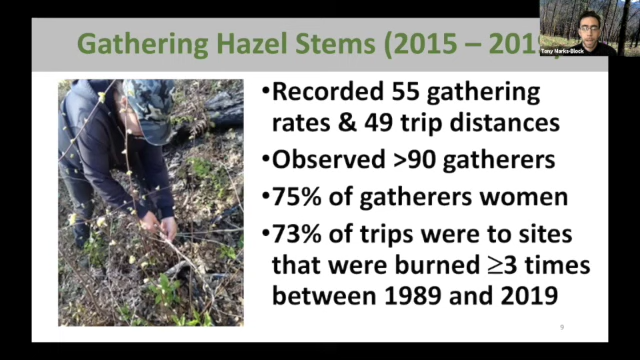 Gathering Hazel Stems (2015 – 201
Tony Marks-Block
•Recorded 55 gathering
rates & 49 trip distances
•Observed >90 gatherers
•75% of gatherers women
•73% of trips were to sites
that were burned ≥3 times
between 1989 and 2019
9